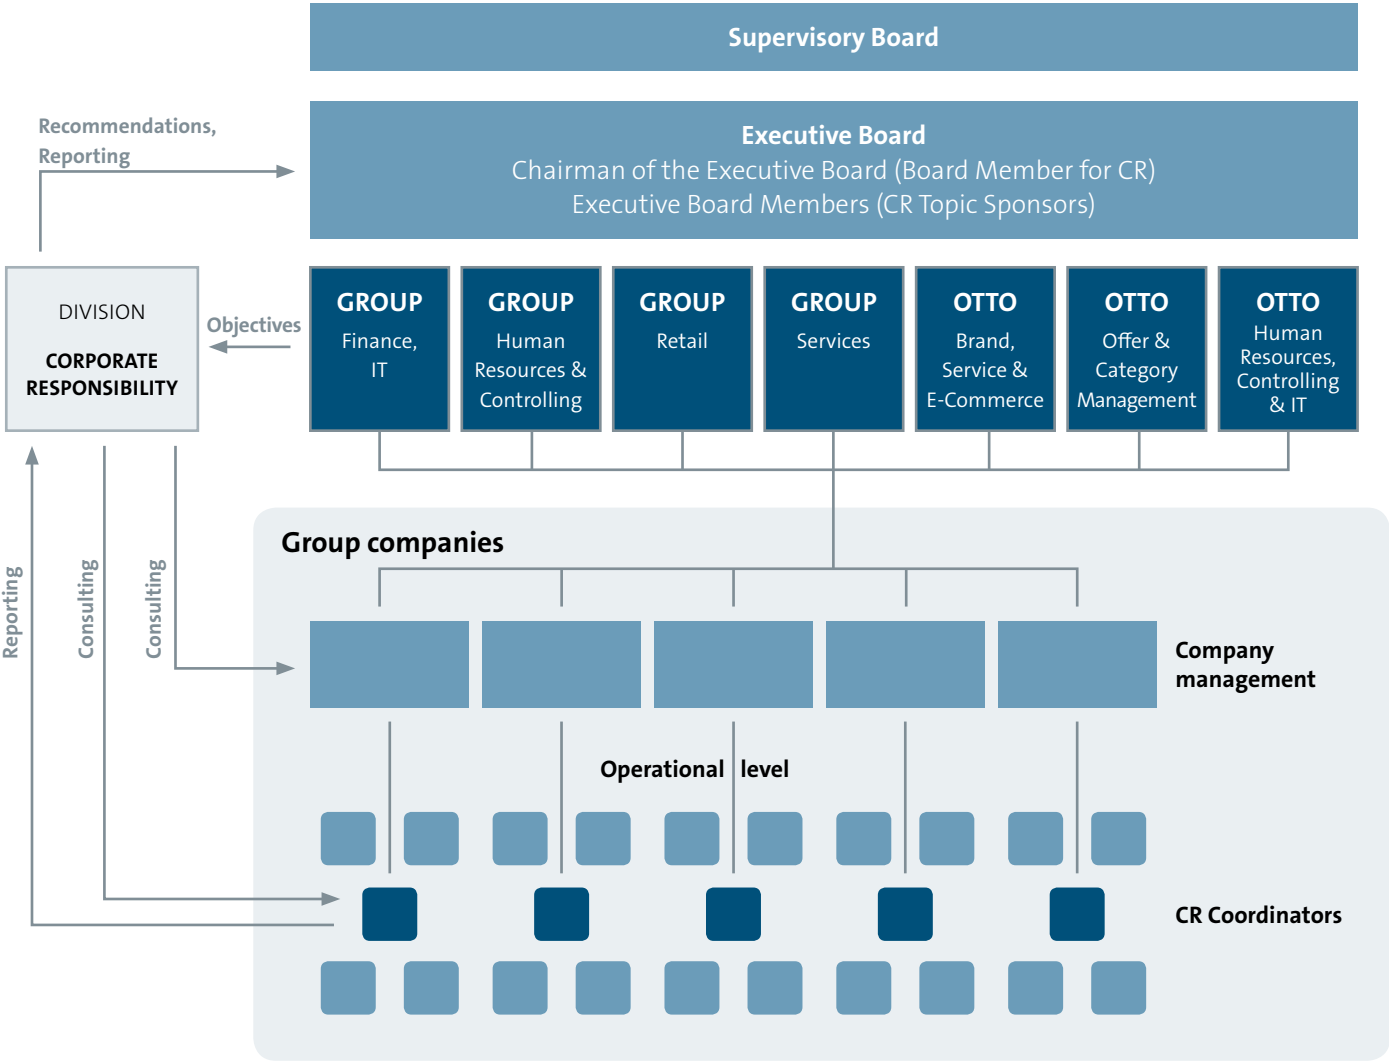 Supervisory Board
Recommendations,
Reporting
Executive Board
Chairman of the Executive Board (Board Member for CR)
Executive Board Members (CR Topic Sponsors)
DIVISION
CORPORATE
RESPONSIBILITY
Objectives
GROUP
Finance,
IT
GROUP
Human
Resources &
Controlling
GROUP
Retail
GROUP
Services
OTTO
Brand,
Service &
E-Commerce
OTTO
Offer &
Category
Management
OTTO
Human
Resources,
Controlling
& IT
Reporting
Consulting
Consulting
Group companies
Company
management
Operational level
CR Coordinators